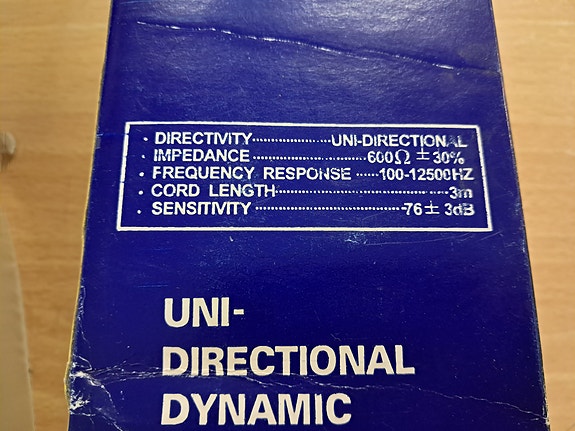 • DIRECTIVITY····················UNI-DIRECTIONAL
• IMPEDANCE····························600Ω ± 30%
• FREQUENCY RESPONSE ······100-12500HZ
• CORD LENGTH············································3m
• SENSITIVITY····································76 ± 3dB
UNI-
DIRECTIONAL
DYNAMIC